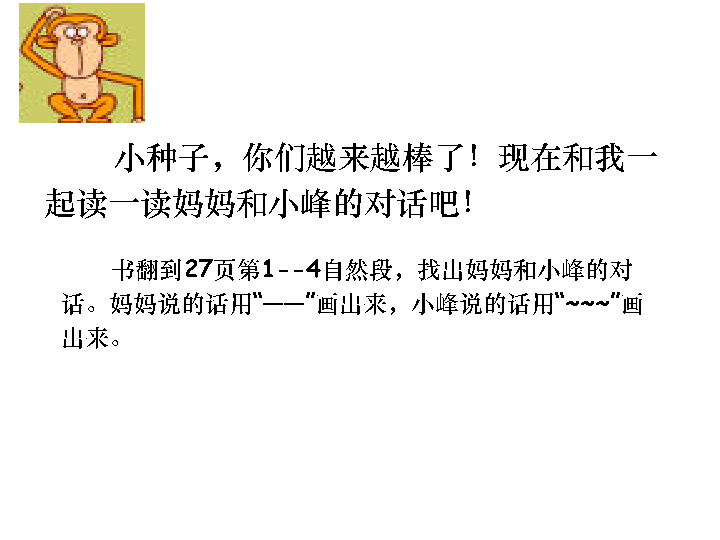 小种子，你们越来越棒了！现在和我一
起读一读妈妈和小峰的对话吧！
书翻到27页第1--4自然段，找出妈妈和小峰的对
话。妈妈说的话用“——”画出来，小峰说的话用“~~~”画
出来。